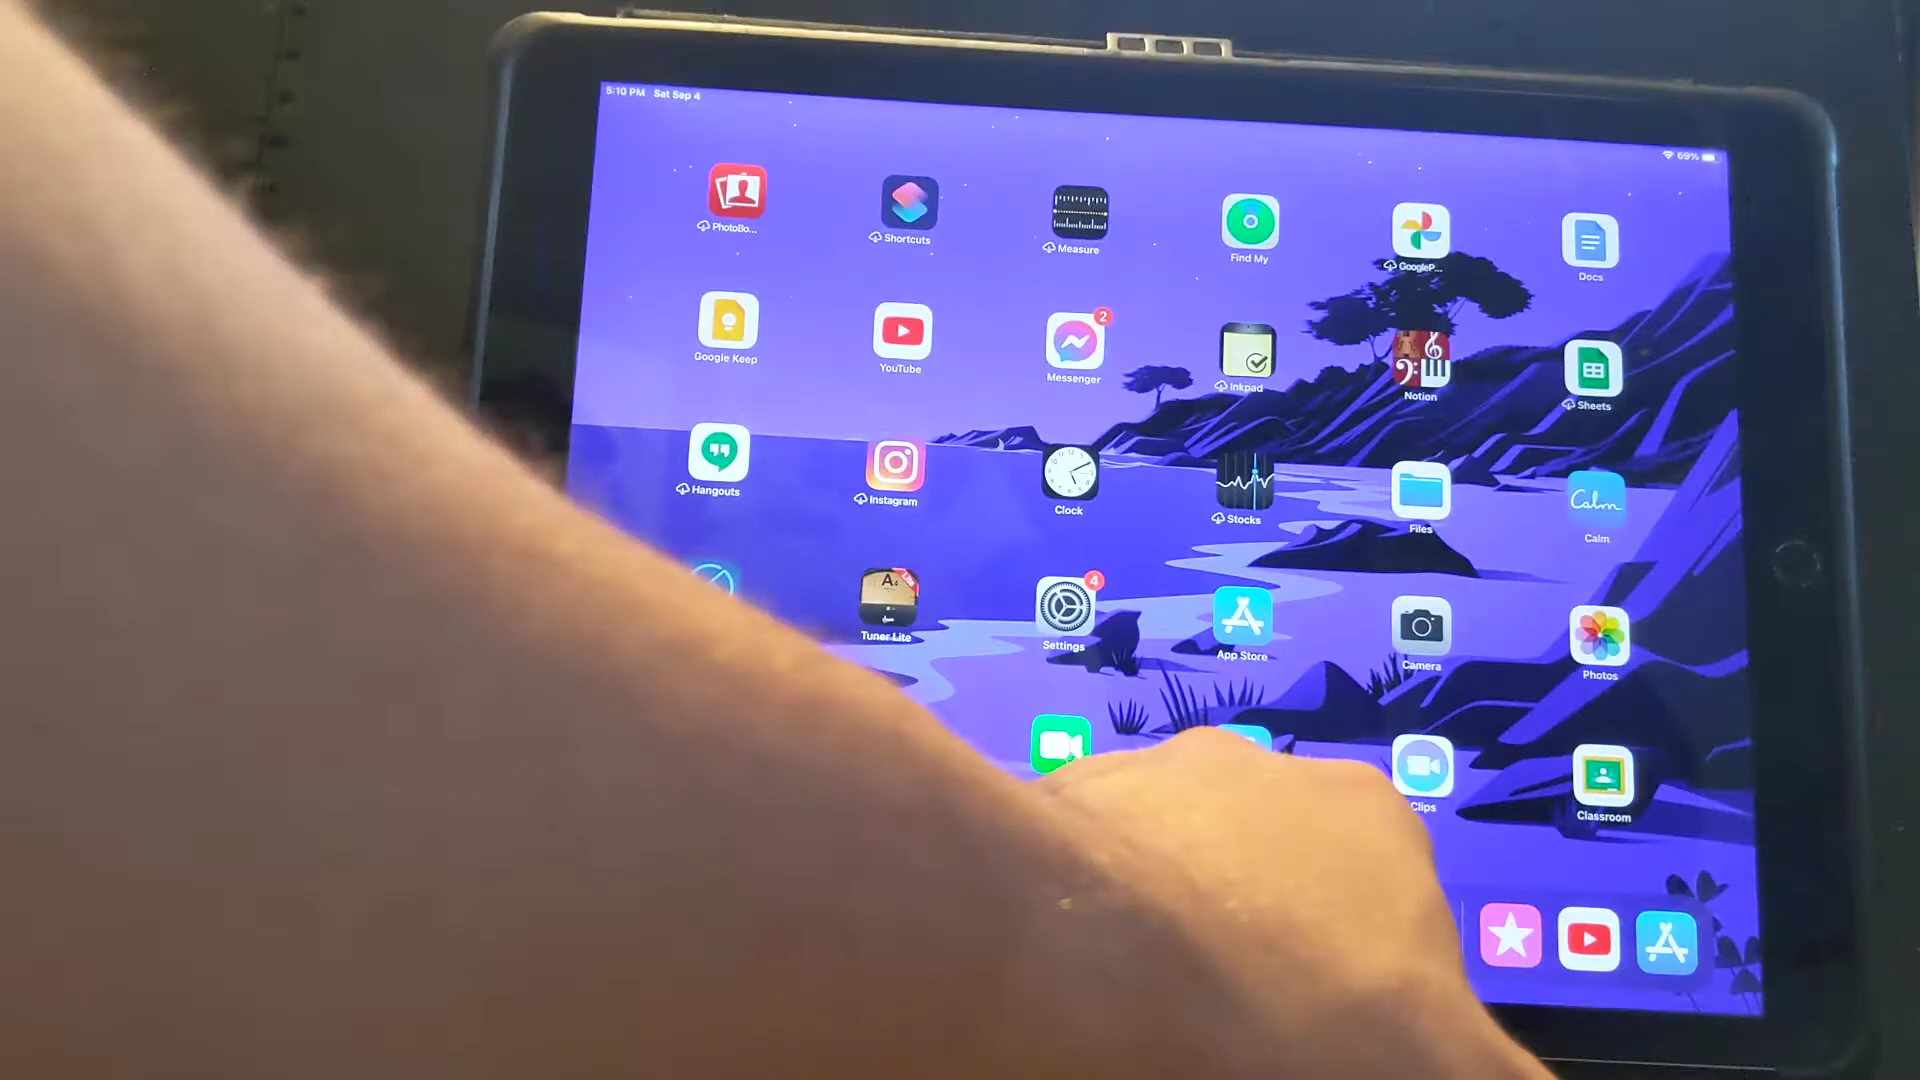 5:10 PM Sat Sep 4
69%
PhotoBo...
Shortcuts
Measure
Find My
GoogleP...
Docs
Google Keep
YouTube
2
Messenger
Inkpad
Notion
Sheets
Hangouts
Instagram
Clock
Stocks
Files
Calm
Calm
A4
Lite
Tuner Lite
4
Settings
App Store
Camera
Photos
Clips
Classroom